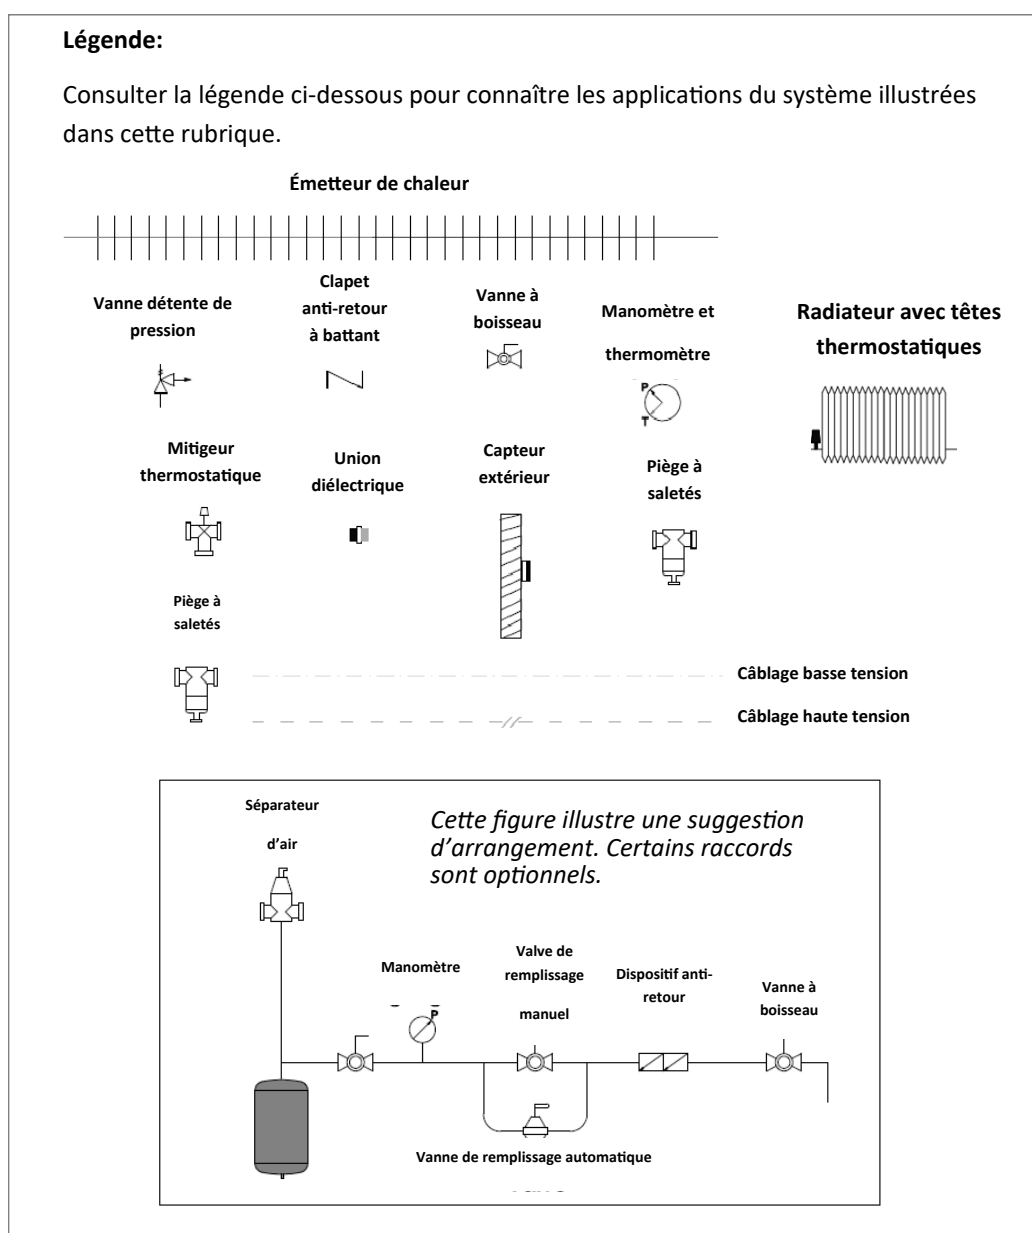 Légende:
Consulter la légende ci-dessous pour connaître les applications du système illustrées
dans cette rubrique.
Émetteur de chaleur
Vanne détente de
pression
Clapet
anti-retour
à battant
Vanne à
boisseau
Manomètre et
thermomètre
P
T
Radiateur avec têtes
thermostatiques
Mitigeur
thermostatique
Union
diélectrique
Capteur
extérieur
Piège à
saletés
Piège à
saletés
Câblage basse tension
Câblage haute tension
Séparateur
d'air
Cette figure illustre une suggestion
d'arrangement. Certains raccords
sont optionnels.
Manomètre
P
Valve de
remplissage
manuel
Dispositif anti-
retour
Vanne à
boisseau
Vanne de remplissage automatique